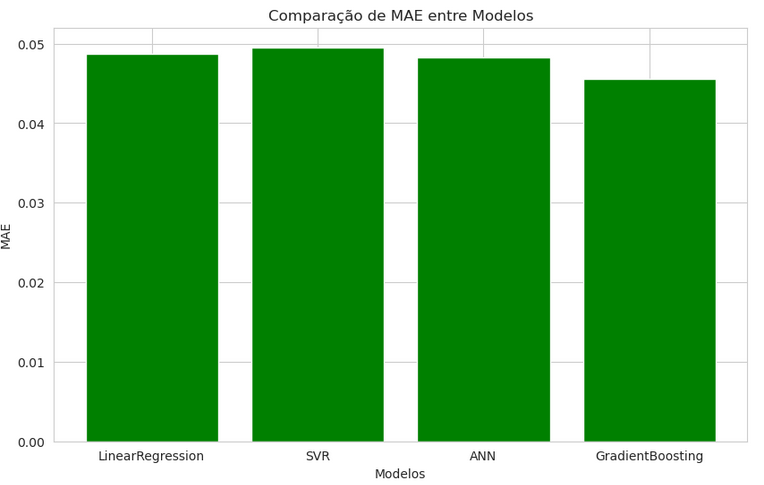 Comparação de MAE entre Modelos
0.05
0.04
0.03
0.02
0.01
0.00
MAE
LinearRegression SVR ANN GradientBoosting
Modelos